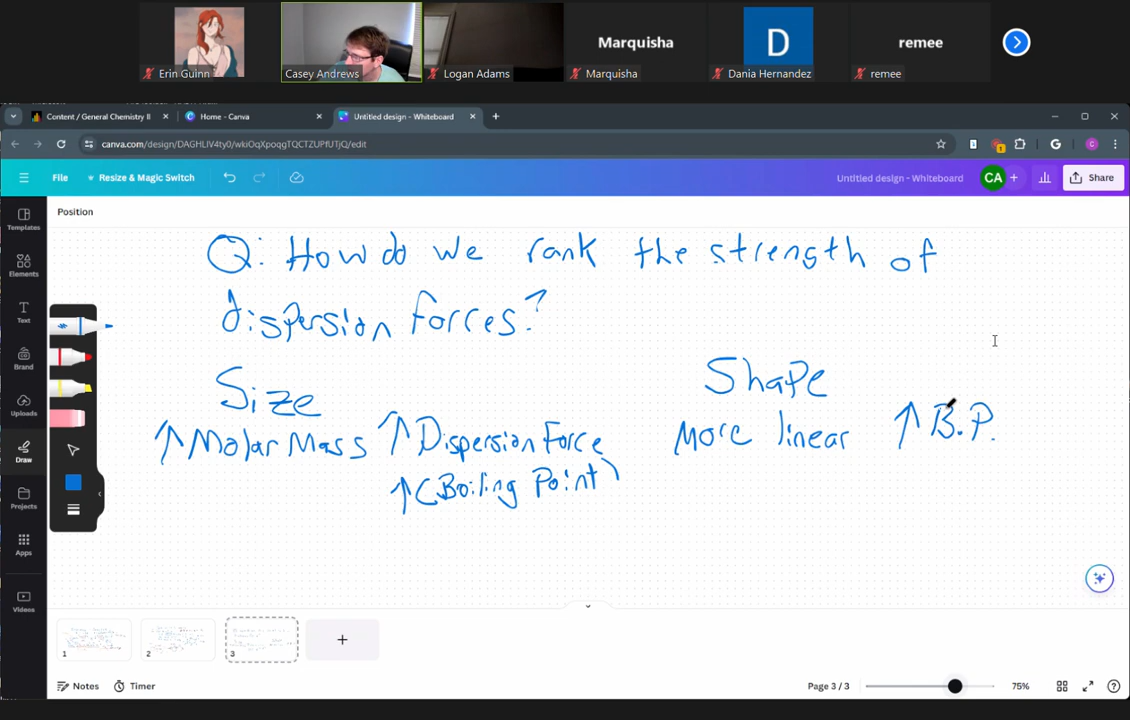 Marquisha
D
remee
Erin Guinn
Casey Andrews
Logan Adams
Marquisha
Dania Hernandez
remee
Content / General Chemistry II
Home - Canva
Untitled design - Whiteboard
canva.com/design/DAGHLIV4ty0/wkiOqXpoqgTQCTZUPfUTjQ/edit
G
C
File
Resize & Magic Switch
Untitled design - Whiteboard
CA
Share
Position
Templates
Elements
Text
Brand
Uploads
Draw
Projects
Apps
Videos
Q: How do we rank the strength of
dispersion forces?
Size
Shape
↑ Molar Mass ↑ Dispersion Force
More linear ↑ B.P.
↑ (Boiling Point)
1
2
3
Notes
Timer
Page 3 / 3
75%